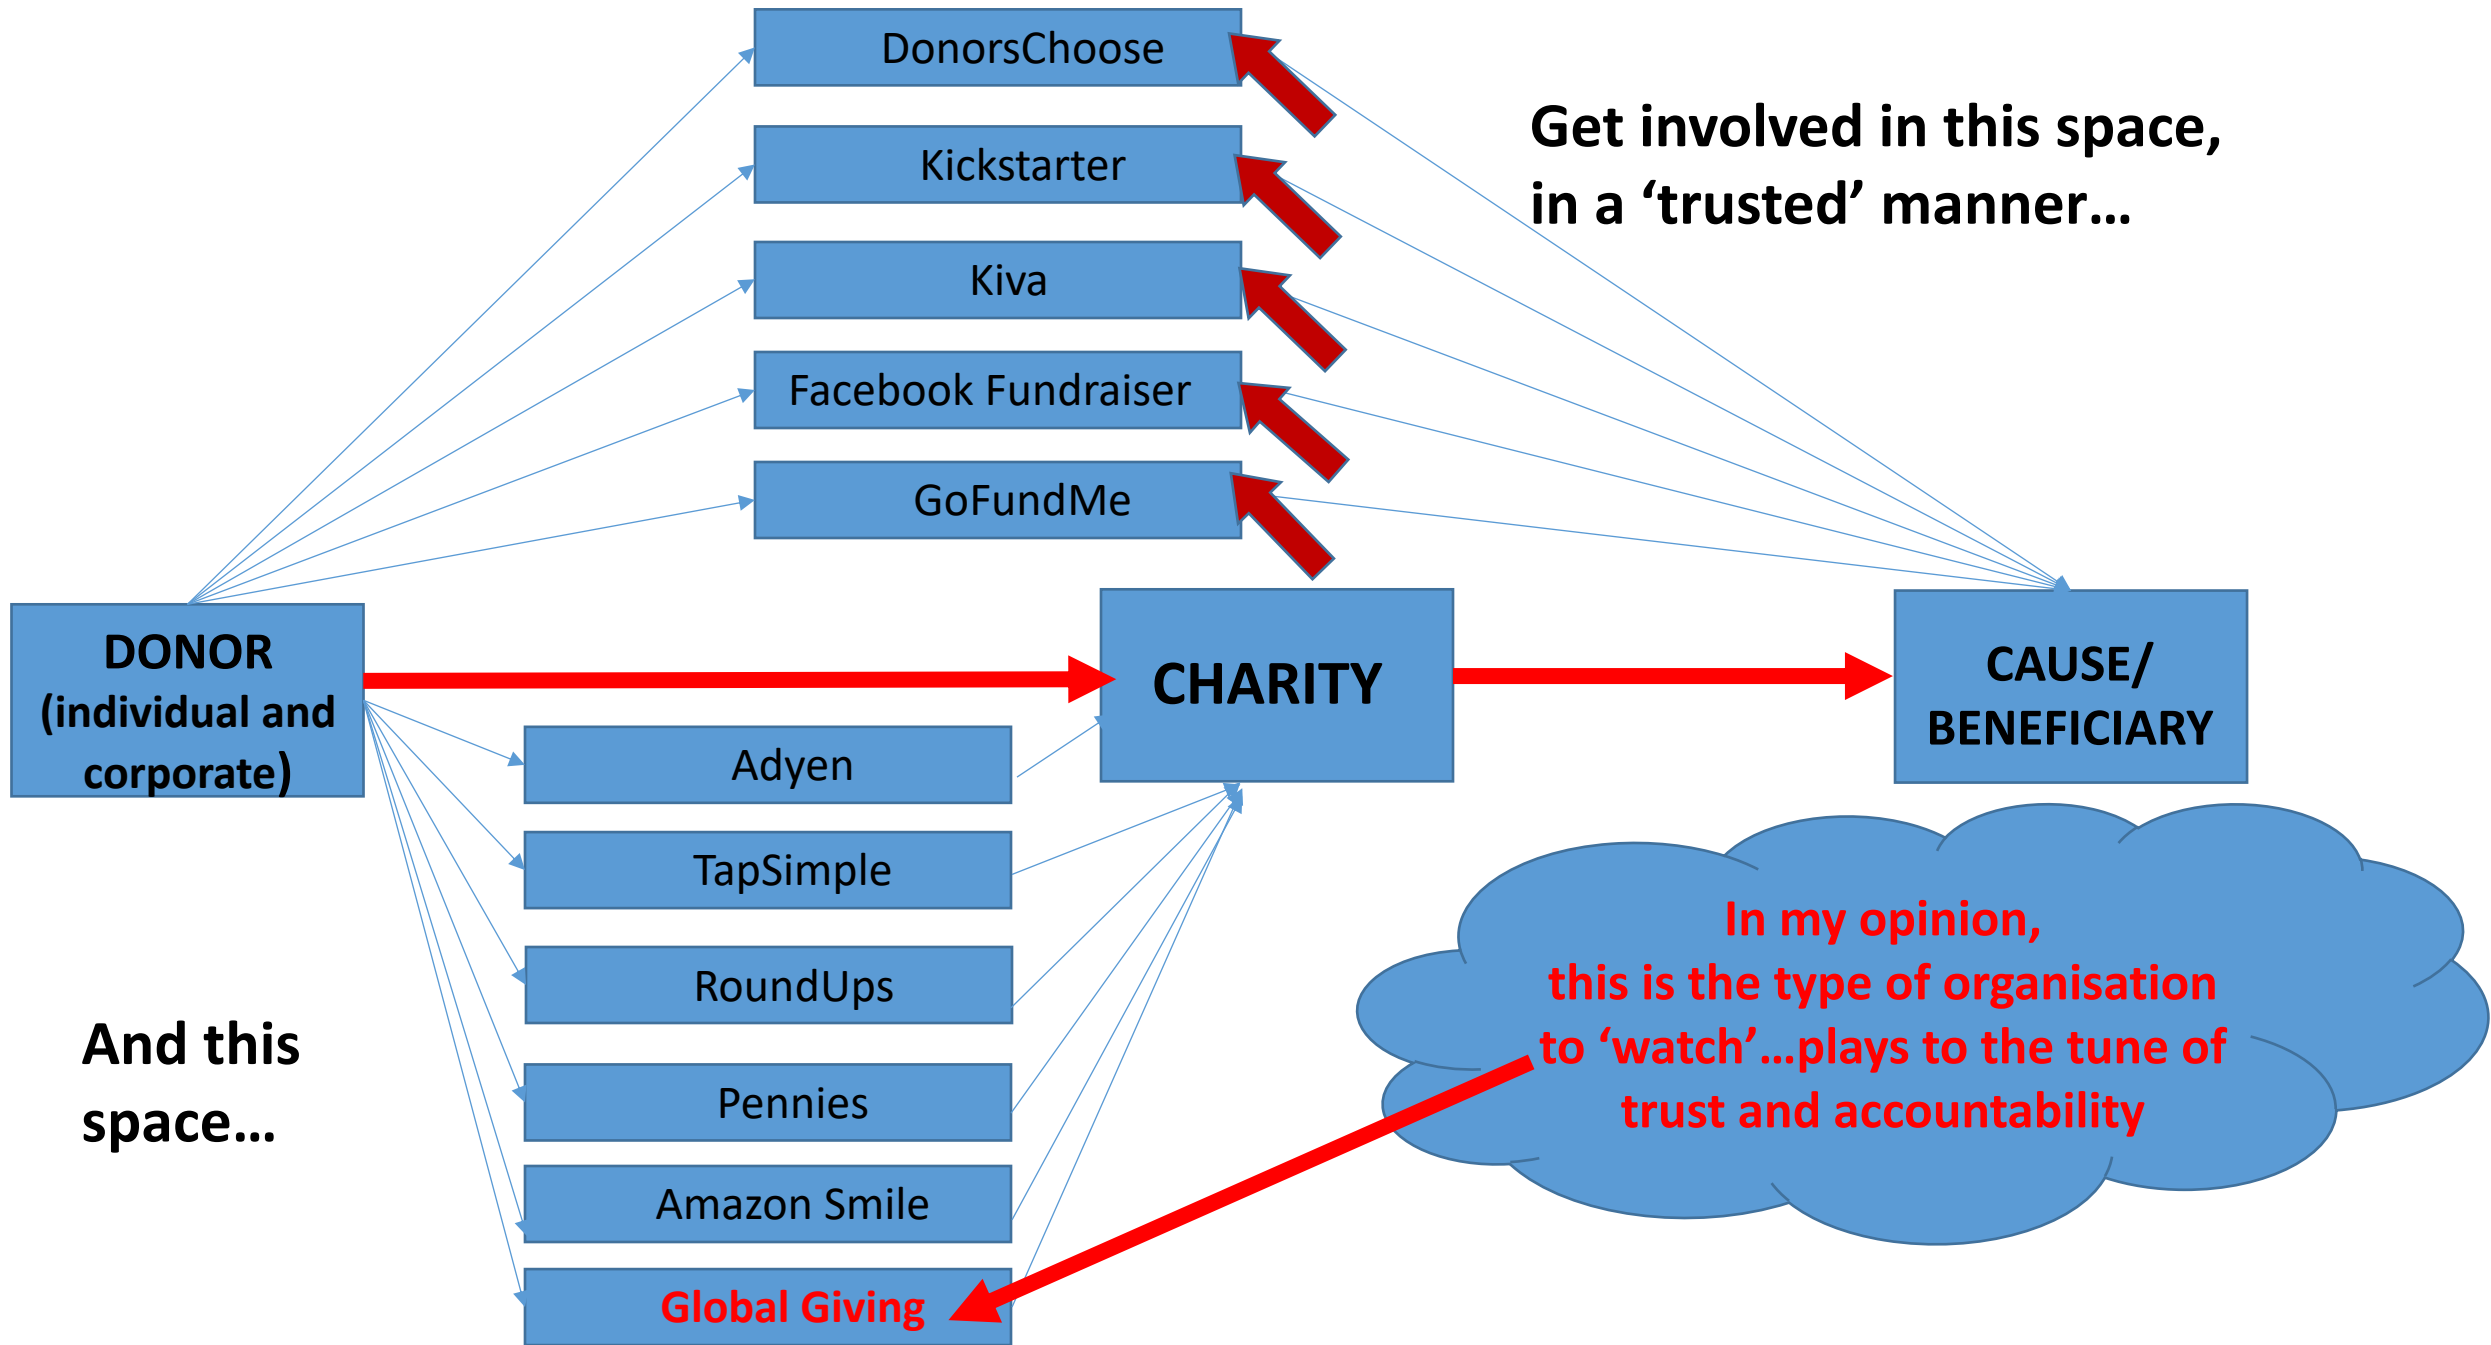 DonorsChoose
Kickstarter
Kiva
Facebook Fundraiser
GoFundMe
Get involved in this space,
in a ‘trusted’ manner...
DONOR
(individual and
corporate)
CHARITY
CAUSE/
BENEFICIARY
Adyen
TapSimple
RoundUps
Pennies
Amazon Smile
Global Giving
And this
space...
In my opinion,
this is the type of organisation
to ‘watch’...plays to the tune of
trust and accountability